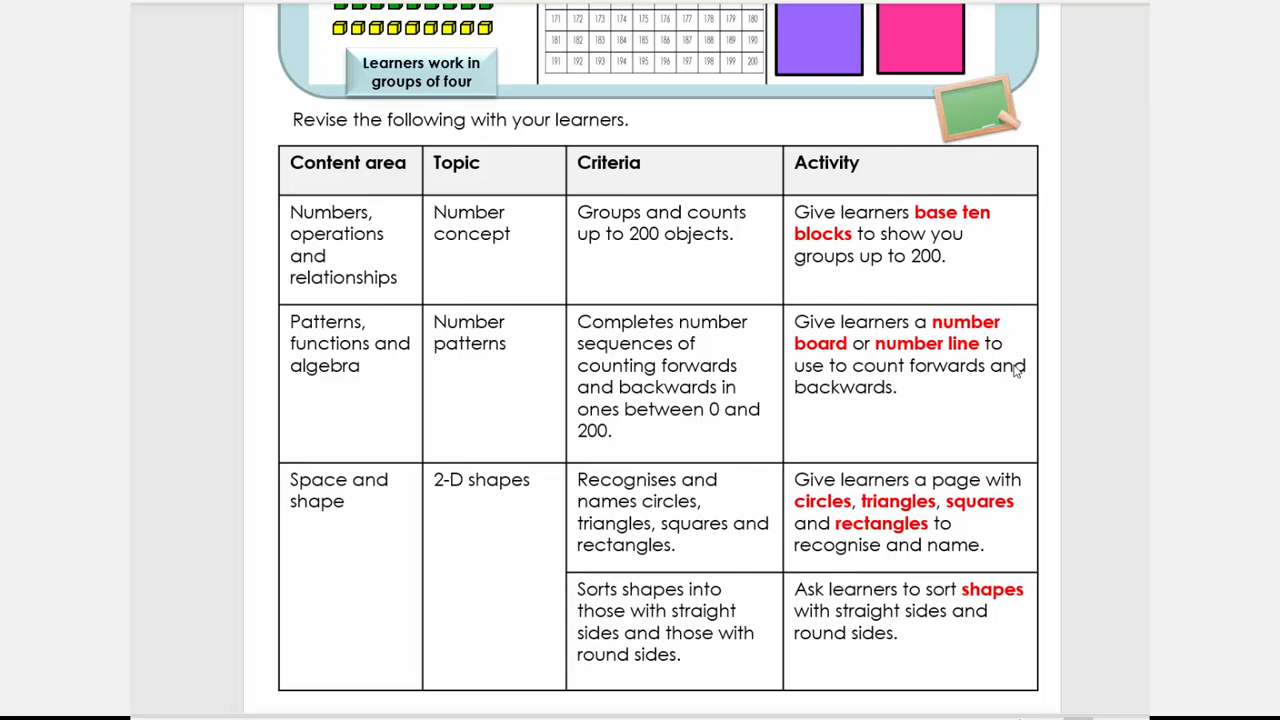 171 172 173 174 175 176 177 178 179 180
181 182 183 184 185 186 187 188 189 190
191 192 193 194 195 196 197 198 199 200
Learners work in
groups of four
Revise the following with your learners.
Content area Topic Criteria Activity
Numbers,
operations
and
relationships
Number
concept
Groups and counts
up to 200 objects.
Give learners base ten
blocks to show you
groups up to 200.
Patterns,
functions and
algebra
Number
patterns
Completes number
sequences of
counting forwards
and backwards in
ones between 0 and
200.
Give learners a number
board or number line to
use to count forwards and
backwards.
Space and
shape
2-D shapes
Recognises and
names circles,
triangles, squares and
rectangles.
Give learners a page with
circles, triangles, squares
and rectangles to
recognise and name.
Sorts shapes into
those with straight
sides and those with
round sides.
Ask learners to sort shapes
with straight sides and
round sides.